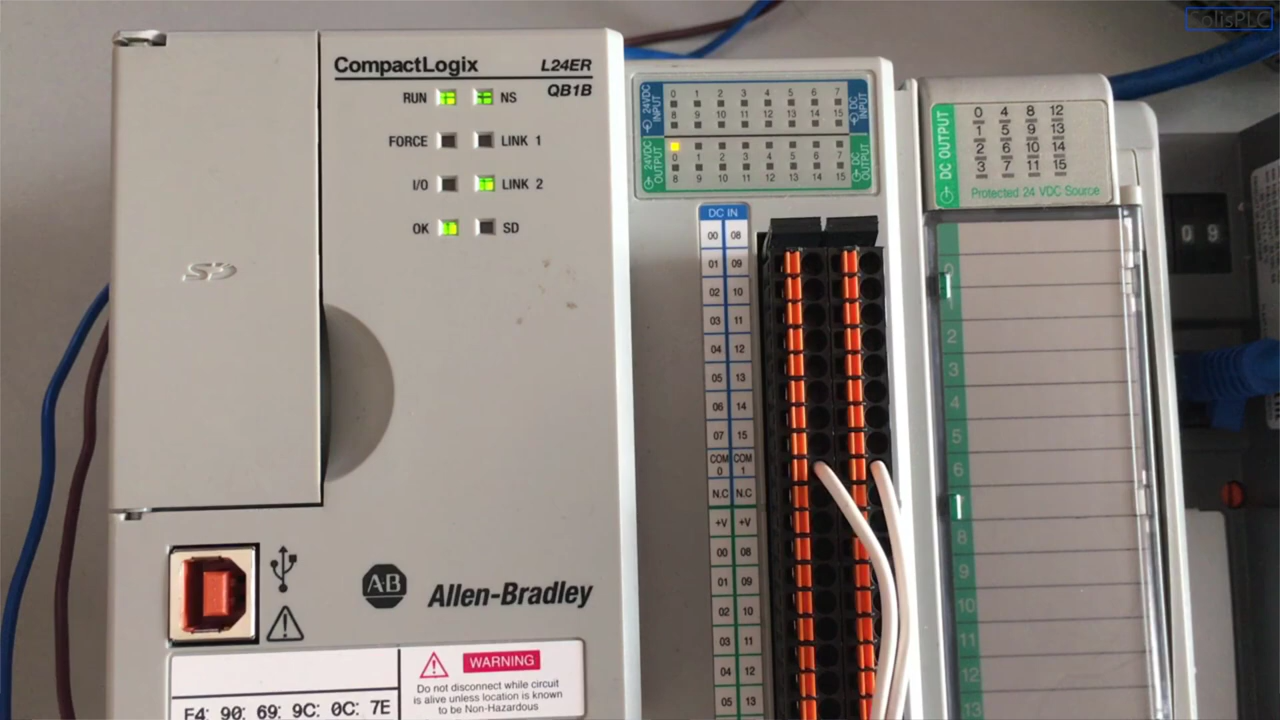 SolisPLC
CompactLogix
L24ER
QB1B
RUN
NS
FORCE
LINK 1
I/O
LINK 2
OK
SD
24VDC
INPUT
0 1 2 3 4 5 6 7
8 9 10 11 12 13 14 15
DC
INPUT
24VDC
OUTPUT
0 1 2 3 4 5 6 7
8 9 10 11 12 13 14 15
DC
OUTPUT
DC OUTPUT
0 4 8 12
1 5 9 13
2 6 10 14
3 7 11 15
Protected 24 VDC Source
DC IN
00 08
01 09
02 10
03 11
04 12
05 13
06 14
07 15
COM COM
0 1
N.C N.C
+V +V
00 08
01 09
02 10
03 11
04 12
05 13
0
2
3
4
5
6
8
9
10
11
12
13
0 9
SD
A·B
Allen-Bradley
WARNING
Do not disconnect while circuit
is alive unless location is known
to be Non-Hazardous
F4: 90: 69: 9C: 0C: 7E